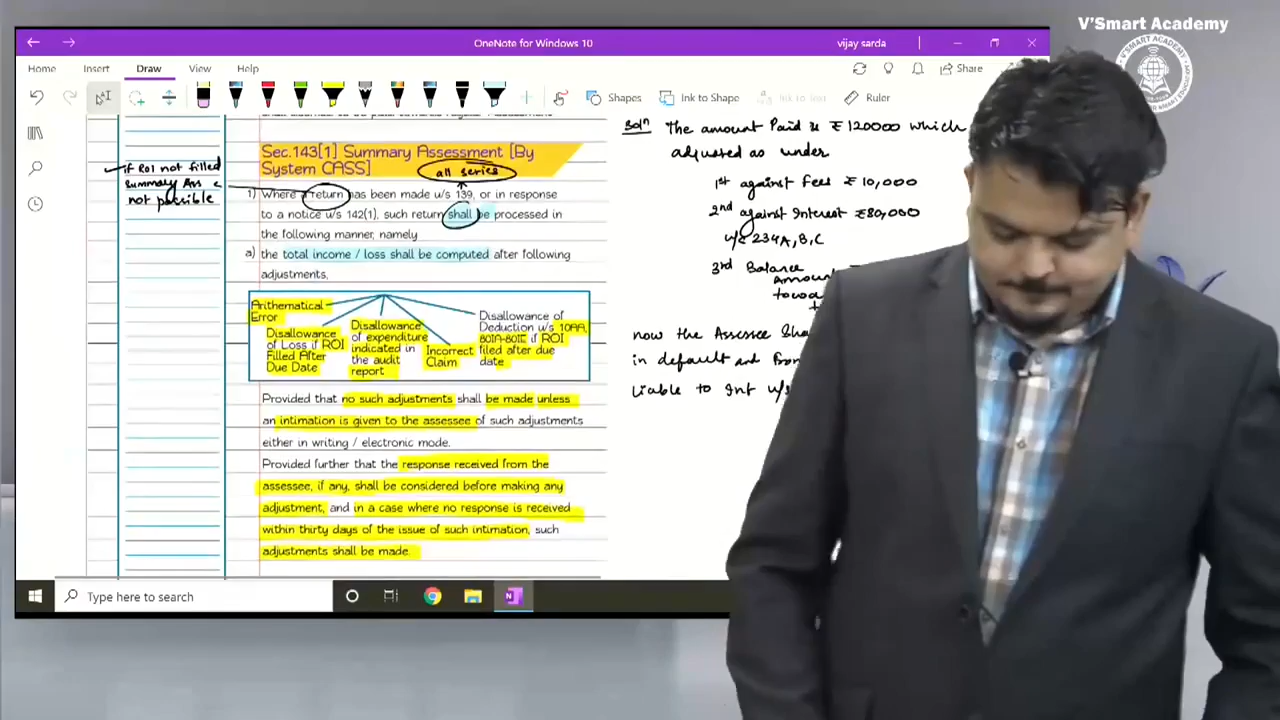 V'Smart Academy
OneNote for Windows 10
vijay sarda
Home
Insert
Draw
View
Help
Share
Shapes
Ink to Shape
Ink to Text
Ruler
Sec.143[1] Summary Assessment [By
System CASS]
all series
if ROI not filled
Summary Ass
not possible
1) Where return has been made u/s 139, or in response
to a notice u/s 142(1), such return shall be processed in
the following manner, namely
a) the total income / loss shall be computed after following
adjustments,
Arithematical
Error
Disallowance
of Loss if ROI
Filled After
Due Date
Disallowance
of expenditure
indicated in
the audit
report
Incorrect
Claim
Disallowance of
Deduction u/s 10AA,
80IA-80IE if ROI
filed after due
date
Provided that no such adjustments shall be made unless
an intimation is given to the assessee of such adjustments
either in writing / electronic mode.
Provided further that the response received from the
assessee, if any, shall be considered before making any
adjustment, and in a case where no response is received
within thirty days of the issue of such intimation, such
adjustments shall be made.
Soln The amount Paid is ₹ 120000 which
adjusted as under
1st against Fees ₹ 10,000
2nd against Interest ₹80,000
u/s 234A, B, C
3rd Balance
Amount
now the Assessee
in default and from
liable to Int u/s
Type here to search